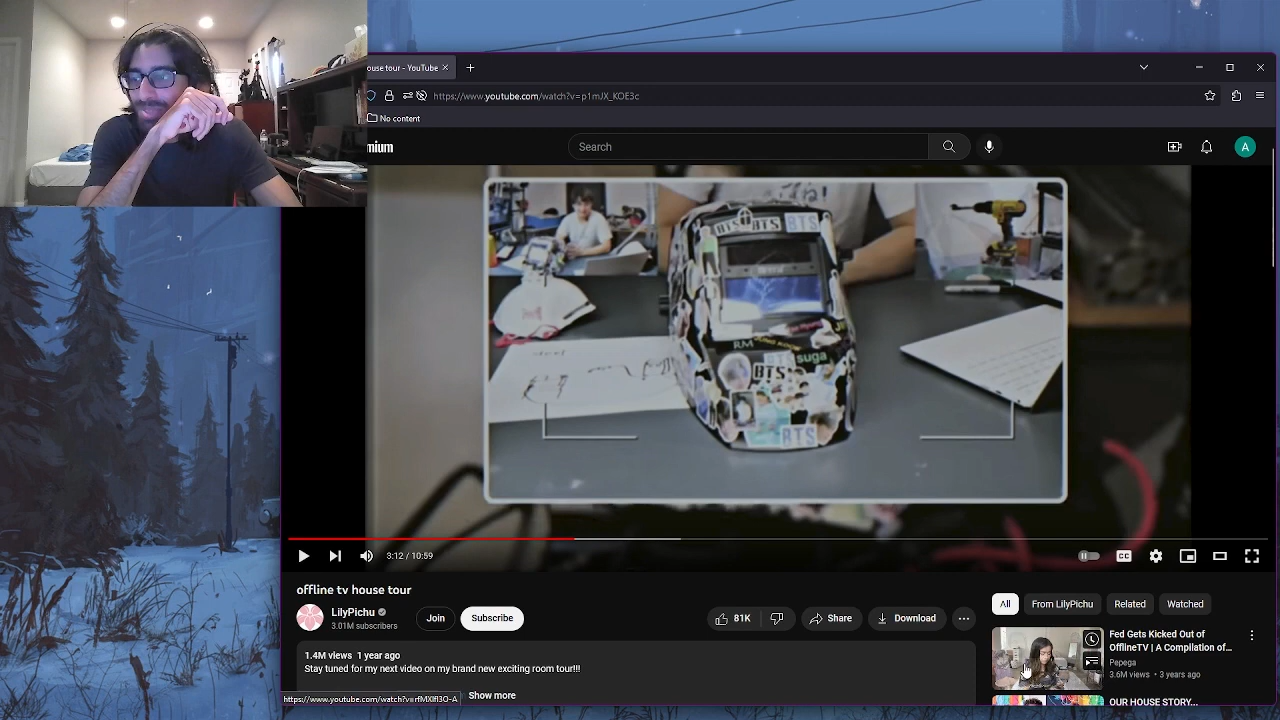 ouse tour - YouTube
https://www.youtube.com/watch?v=p1mJX_KOE3c
No content
mium
Search
A
BTS BTS BTS
RM
suga
BTS
BTS
3:12 / 10:59
CC
offline tv house tour
LilyPichu
3.01M subscribers
Join
Subscribe
81K
Share
Download
1.4M views 1 year ago
Stay tuned for my next video on my brand new exciting room tour!!!
Show more
All
From LilyPichu
Related
Watched
Fed Gets Kicked Out of
OfflineTV | A Compilation of...
Pepega
3.6M views • 3 years ago
OUR HOUSE STORY...